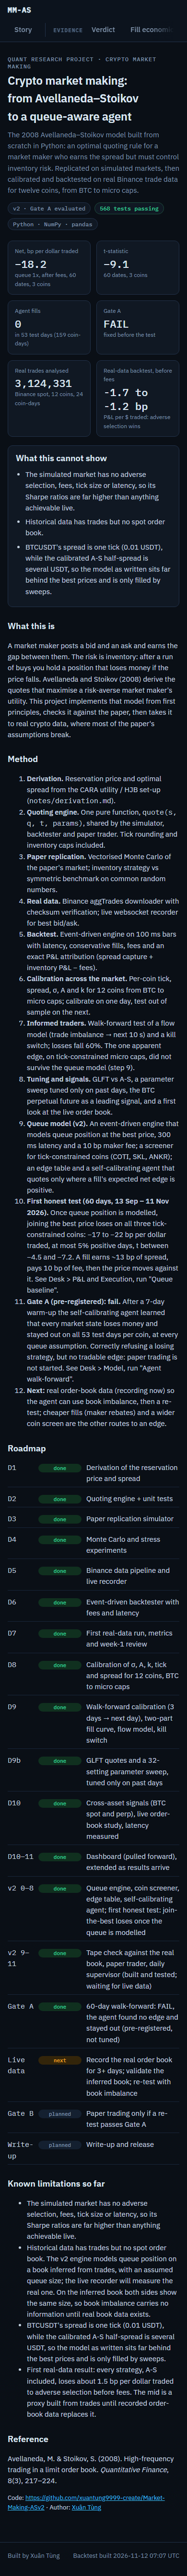 MM-AS
Story
EVIDENCE
Verdict
Fill econom
QUANT RESEARCH PROJECT · CRYPTO MARKET
MAKING
Crypto market making:
from Avellaneda–Stoikov
to a queue-aware agent
The 2008 Avellaneda–Stoikov model built from
scratch in Python: an optimal quoting rule for a
market maker who earns the spread but must control
inventory risk. Replicated on simulated markets, then
calibrated and backtested on real Binance trade data
for twelve coins, from BTC to micro caps.
v2 · Gate A evaluated
560 tests passing
Python · NumPy · pandas
Net, bp per dollar traded
−18.2
queue 1x, after fees, 60
days, 3 coins
t-statistic
−9.1
60 dates, 3 coins
Agent fills
0
in 53 test days (159 coin-
days)
Gate A
FAIL
fixed before the test
Real trades analysed
3,124,331
Binance spot, 12 coins, 24
coin-days
Real-data backtest, before
fees
-1.7 to
-1.2 bp
P&L per $ traded: adverse
selection wins
What this cannot show
• The simulated market has no adverse
selection, fees, tick size or latency, so its
Sharpe ratios are far higher than anything
achievable live.
• Historical data has trades but no spot order
book.
• BTCUSDT's spread is one tick (0.01 USDT),
while the calibrated A-S half-spread is
several USDT, so the model as written sits far
behind the best prices and is only filled by
sweeps.
What this is
A market maker posts a bid and an ask and earns the
gap between them. The risk is inventory: after a run
of buys you hold a position that loses money if the
price falls. Avellaneda and Stoikov (2008) derive the
quotes that maximise a risk-averse market maker's
utility. This project implements that model from first
principles, checks it against the paper, then takes it
to real crypto data, where most of the paper's
assumptions break.
Method
1. Derivation. Reservation price and optimal
spread from the CARA utility / HJB set-up
(notes/derivation.md).
2. Quoting engine. One pure function, quote(s,
q, t, params), shared by the simulator,
backtester and paper trader. Tick rounding and
inventory caps included.
3. Paper replication. Vectorised Monte Carlo of
the paper's market; inventory strategy vs
symmetric benchmark on common random
numbers.
4. Real data. Binance aggTrades downloader with
checksum verification; live websocket recorder
for best bid/ask.
5. Backtest. Event-driven engine on 100 ms bars
with latency, conservative fills, fees and an
exact P&L attribution (spread capture +
inventory P&L − fees).
6. Calibration across the market. Per-coin tick,
spread, σ, A and k for 12 coins from BTC to
micro caps; calibrate on one day, test out of
sample on the next.
7. Informed traders. Walk-forward test of a flow
model (trade imbalance → next 10 s) and a kill
switch; losses fall 60%. The one apparent
edge, on tick-constrained micro caps, did not
survive the queue model (step 9).
8. Tuning and signals. GLFT vs A-S, a parameter
sweep tuned only on past days, the BTC
perpetual future as a leading signal, and a first
look at the live order book.
9. Queue model (v2). An event-driven engine that
models queue position at the best price, 300
ms latency and a 10 bp maker fee; a screener
for tick-constrained coins (COTI, SKL, ANKR);
an edge table and a self-calibrating agent that
quotes only where a fill's expected net edge is
positive.
10. First honest test (60 days, 13 Sep – 11 Nov
2026). Once queue position is modelled,
joining the best price loses on all three tick-
constrained coins: −17 to −22 bp per dollar
traded, at most 5% positive days, t between
−4.5 and −7.2. A fill earns ~13 bp of spread,
pays 10 bp of fee, then the price moves against
it. See Desk > P&L and Execution, run "Queue
baseline".
11. Gate A (pre-registered): fail. After a 7-day
warm-up the self-calibrating agent learned
that every market state loses money and
stayed out on all 53 test days per coin, at every
queue assumption. Correctly refusing a losing
strategy, but no tradable edge: paper trading is
not started. See Desk > Model, run "Agent
walk-forward".
12. Next: real order-book data (recording now) so
the agent can use book imbalance, then a re-
test; cheaper fills (maker rebates) and a wider
coin screen are the other routes to an edge.
Roadmap
D1 done Derivation of the reservation
price and spread
D2 done Quoting engine + unit tests
D3 done Paper replication simulator
D4 done Monte Carlo and stress
experiments
D5 done Binance data pipeline and
live recorder
D6 done Event-driven backtester with
fees and latency
D7 done First real-data run, metrics
and week-1 review
D8 done Calibration of σ, A, k, tick
and spread for 12 coins, BTC
to micro caps
D9 done Walk-forward calibration (3
days → next day), two-part
fill curve, flow model, kill
switch
D9b done GLFT quotes and a 32-
setting parameter sweep,
tuned only on past days
D10 done Cross-asset signals (BTC
spot and perp), live order-
book study, latency
measured
D10–11 done Dashboard (pulled forward),
extended as results arrive
v2 0–8 done Queue engine, coin screener,
edge table, self-calibrating
agent; first honest test: join-
the-best loses once the
queue is modelled
v2 9–
11 done Tape check against the real
book, paper trader, daily
supervisor (built and tested;
waiting for live data)
Gate A done 60-day walk-forward: FAIL,
the agent found no edge and
stayed out (pre-registered,
not tuned)
Live
data next Record the real order book
for 3+ days; validate the
inferred book; re-test with
book imbalance
Gate B planned Paper trading only if a re-
test passes Gate A
Write-
up planned Write-up and release
Known limitations so far
• The simulated market has no adverse
selection, fees, tick size or latency, so its
Sharpe ratios are far higher than anything
achievable live.
• Historical data has trades but no spot order
book. The v2 engine models queue position on
a book inferred from trades, with an assumed
queue size; the live recorder will measure the
real one. On the inferred book both sides show
the same size, so book imbalance carries no
information until real book data exists.
• BTCUSDT's spread is one tick (0.01 USDT),
while the calibrated A-S half-spread is several
USDT, so the model as written sits far behind
the best prices and is only filled by sweeps.
• First real-data result: every strategy, A-S
included, loses about 1.5 bp per dollar traded
to adverse selection before fees. The mid is a
proxy built from trades until recorded order-
book data replaces it.
Reference
Avellaneda, M. & Stoikov, S. (2008). High-frequency
trading in a limit order book. Quantitative Finance,
8(3), 217–224.
Code: https://github.com/xuantung9999-create/Market-
Making-ASv2 · Author: Xuân Tùng
Built by Xuân Tùng
Backtest built 2026-11-12 07:07 UTC